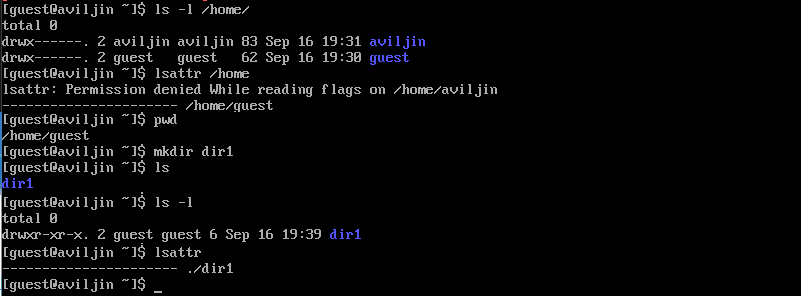 [guest@aviljin ~]$ ls -l /home/
total 0
drwx------. 2 aviljin aviljin 83 Sep 16 19:31 aviljin
drwx------. 2 guest   guest   62 Sep 16 19:30 guest
[guest@aviljin ~]$ lsattr /home
lsattr: Permission denied While reading flags on /home/aviljin
---------------------- /home/guest
[guest@aviljin ~]$ pwd
/home/guest
[guest@aviljin ~]$ mkdir dir1
[guest@aviljin ~]$ ls
dir1
[guest@aviljin ~]$ ls -l
total 0
drwxr-xr-x. 2 guest guest 6 Sep 16 19:39 dir1
[guest@aviljin ~]$ lsattr
---------------------- ./dir1
[guest@aviljin ~]$ _